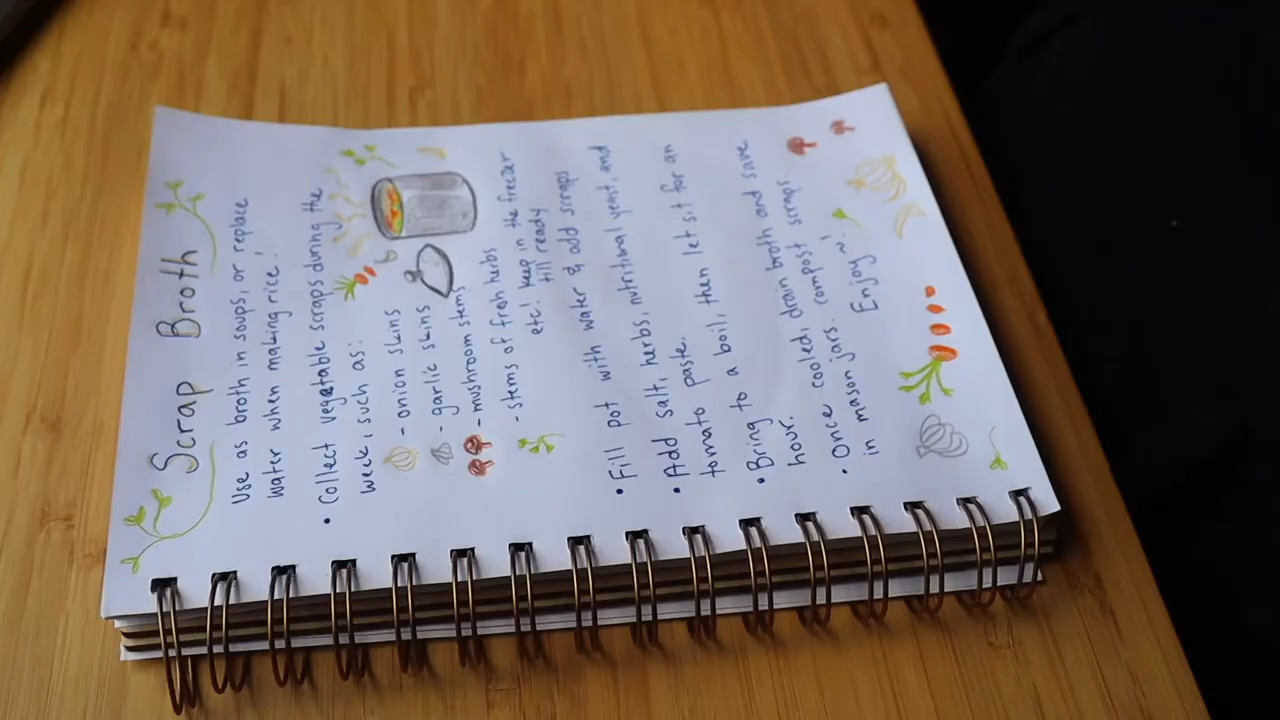 Scrap Broth
Use as broth in soups, or replace
water when making rice!
• Collect vegetable scraps during the
week, such as:
- onion skins
- garlic skins
- mushroom stems
- stems of fresh herbs
etc! keep in the freezer
till ready
• Fill pot with water & add scraps
• Add salt, herbs, nutritional yeast, and
tomato paste.
• Bring to a boil, then let sit for an
hour.
• Once cooled, drain broth and save
in mason jars. compost scraps.
Enjoy ~!